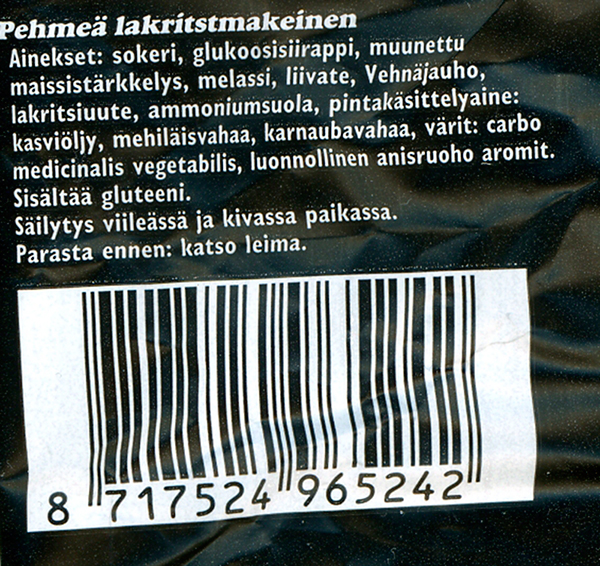 Pehmeä lakritstmakeinen
Ainekset: sokeri, glukoosisiirappi, muunettu
maissistärkkelys, melassi, liivate, Vehnäjauho,
lakritsiuute, ammoniumsuola, pintakäsittelyaine:
kasviöljy, mehiläisvahaa, karnaubavahaa, värit: carbo
medicinalis vegetabilis, luonnollinen anisruoho aromit.
Sisältää gluteeni.
Säilytys viileässä ja kivassa paikassa.
Parasta ennen: katso leima.
8 717524 965242